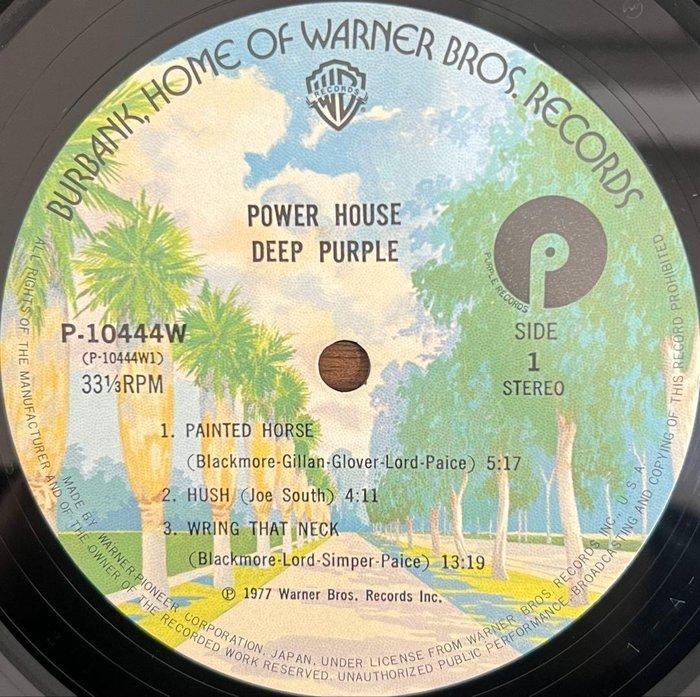 BURBANK, HOME OF WARNER BROS. RECORDS
WB
RECORDS
POWER HOUSE
DEEP PURPLE
P
PURPLE RECORDS
P-10444W
(P-10444W1)
33⅓RPM
SIDE
1
STEREO
1. PAINTED HORSE
(Blackmore-Gillan-Glover-Lord-Paice) 5:17
2. HUSH (Joe South) 4:11
3. WRING THAT NECK
(Blackmore-Lord-Simper-Paice) 13:19
℗ 1977 Warner Bros. Records Inc.
MADE BY WARNER-PIONEER CORPORATION, JAPAN, UNDER LICENSE FROM WARNER BROS RECORDS INC., U.S.A.
ALL RIGHTS OF THE MANUFACTURER AND OF THE OWNER OF THE RECORDED WORK RESERVED. UNAUTHORIZED PUBLIC PERFORMANCE, BROADCASTING AND COPYING OF THIS RECORD PROHIBITED
1 A